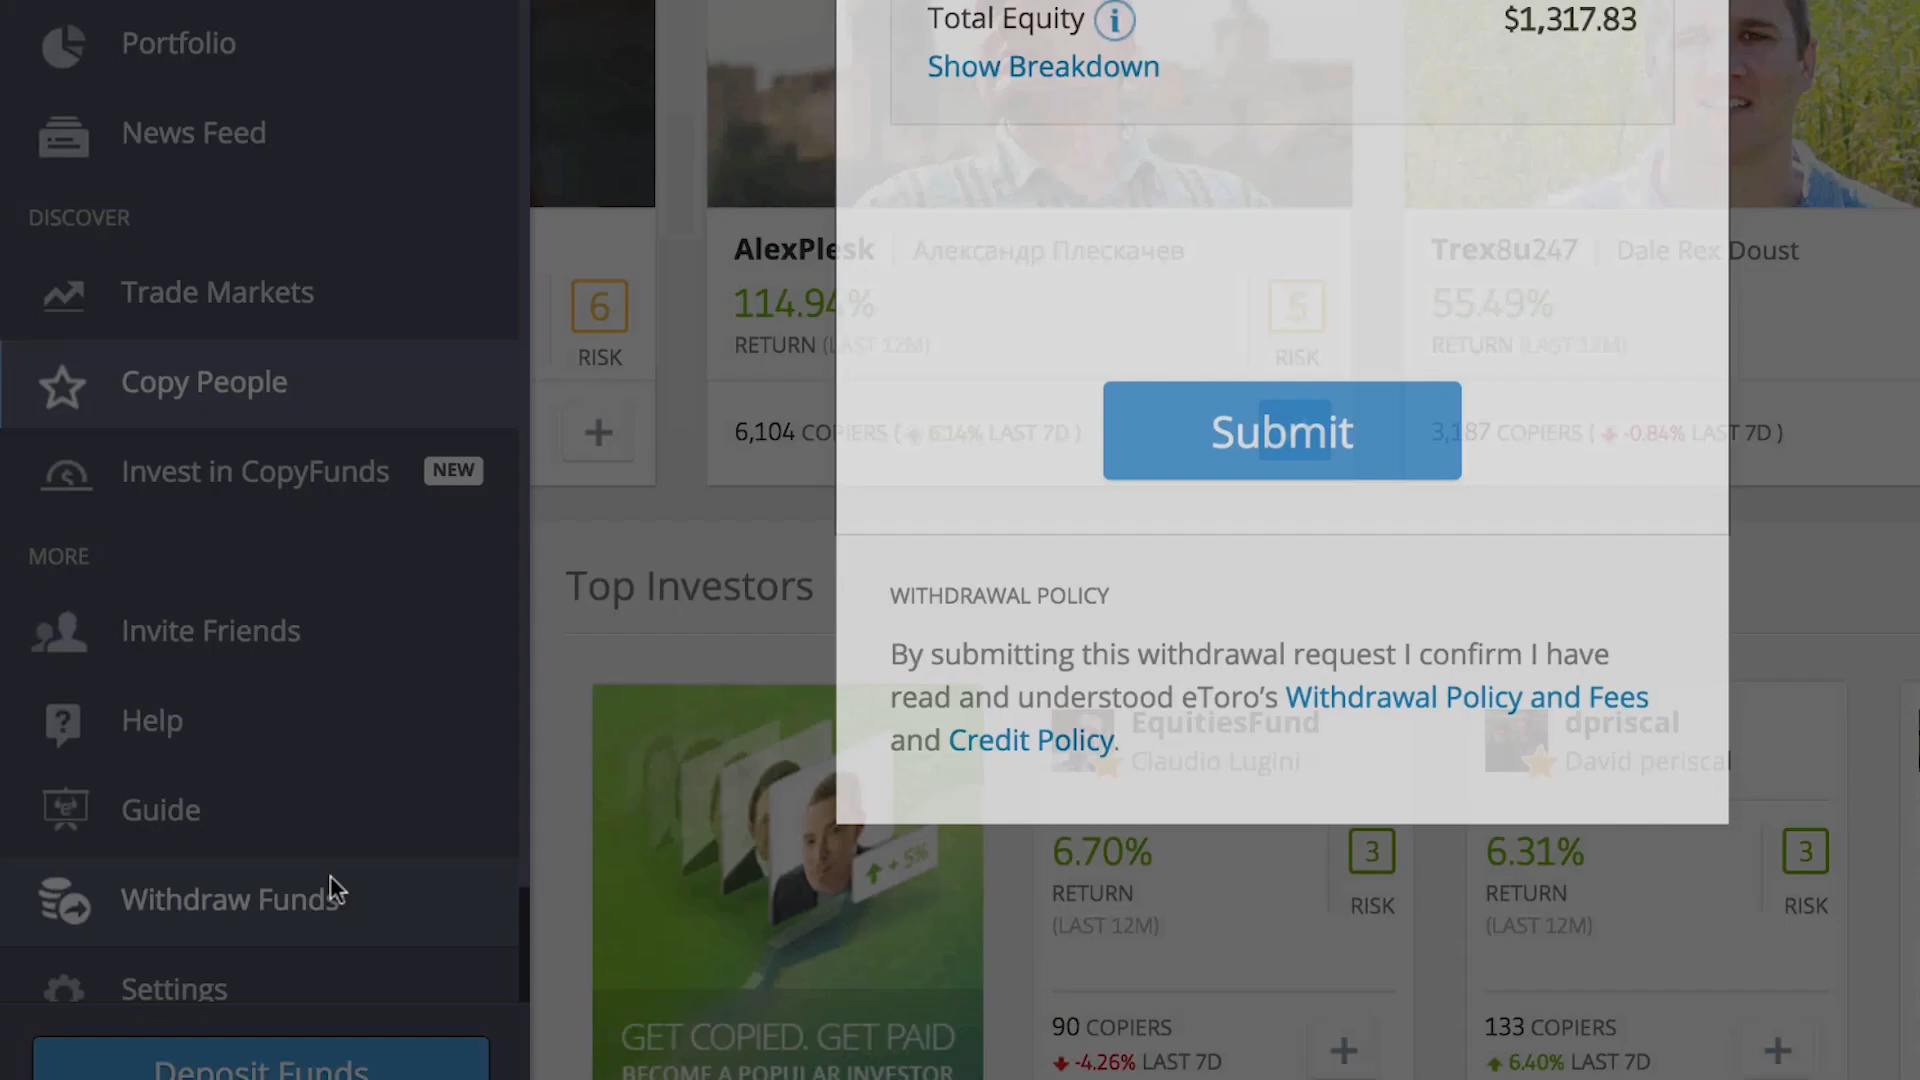 Portfolio
News Feed
DISCOVER
Trade Markets
Copy People
Invest in CopyFunds NEW
MORE
Invite Friends
Help
Guide
Withdraw Funds
Settings
Deposit Funds
Total Equity i $1,317.83
Show Breakdown
6
RISK
AlexPlesk Александр Плескачев
114.94%
RETURN (LAST 12M)
5
RISK
6,104 COPIERS ( 6.14% LAST 7D )
Trex8u247 Dale Rex Doust
55.49%
RETURN (LAST 12M)
3,187 COPIERS ( -0.84% LAST 7D )
Submit
Top Investors
WITHDRAWAL POLICY
By submitting this withdrawal request I confirm I have
read and understood eToro’s Withdrawal Policy and Fees
and Credit Policy.
+ 5%
GET COPIED. GET PAID
BECOME A POPULAR INVESTOR
EquitiesFund
Claudio Lugini
6.70%
RETURN
(LAST 12M)
3
RISK
90 COPIERS
-4.26% LAST 7D
dpriscal
David periscal
6.31%
RETURN
(LAST 12M)
3
RISK
133 COPIERS
6.40% LAST 7D